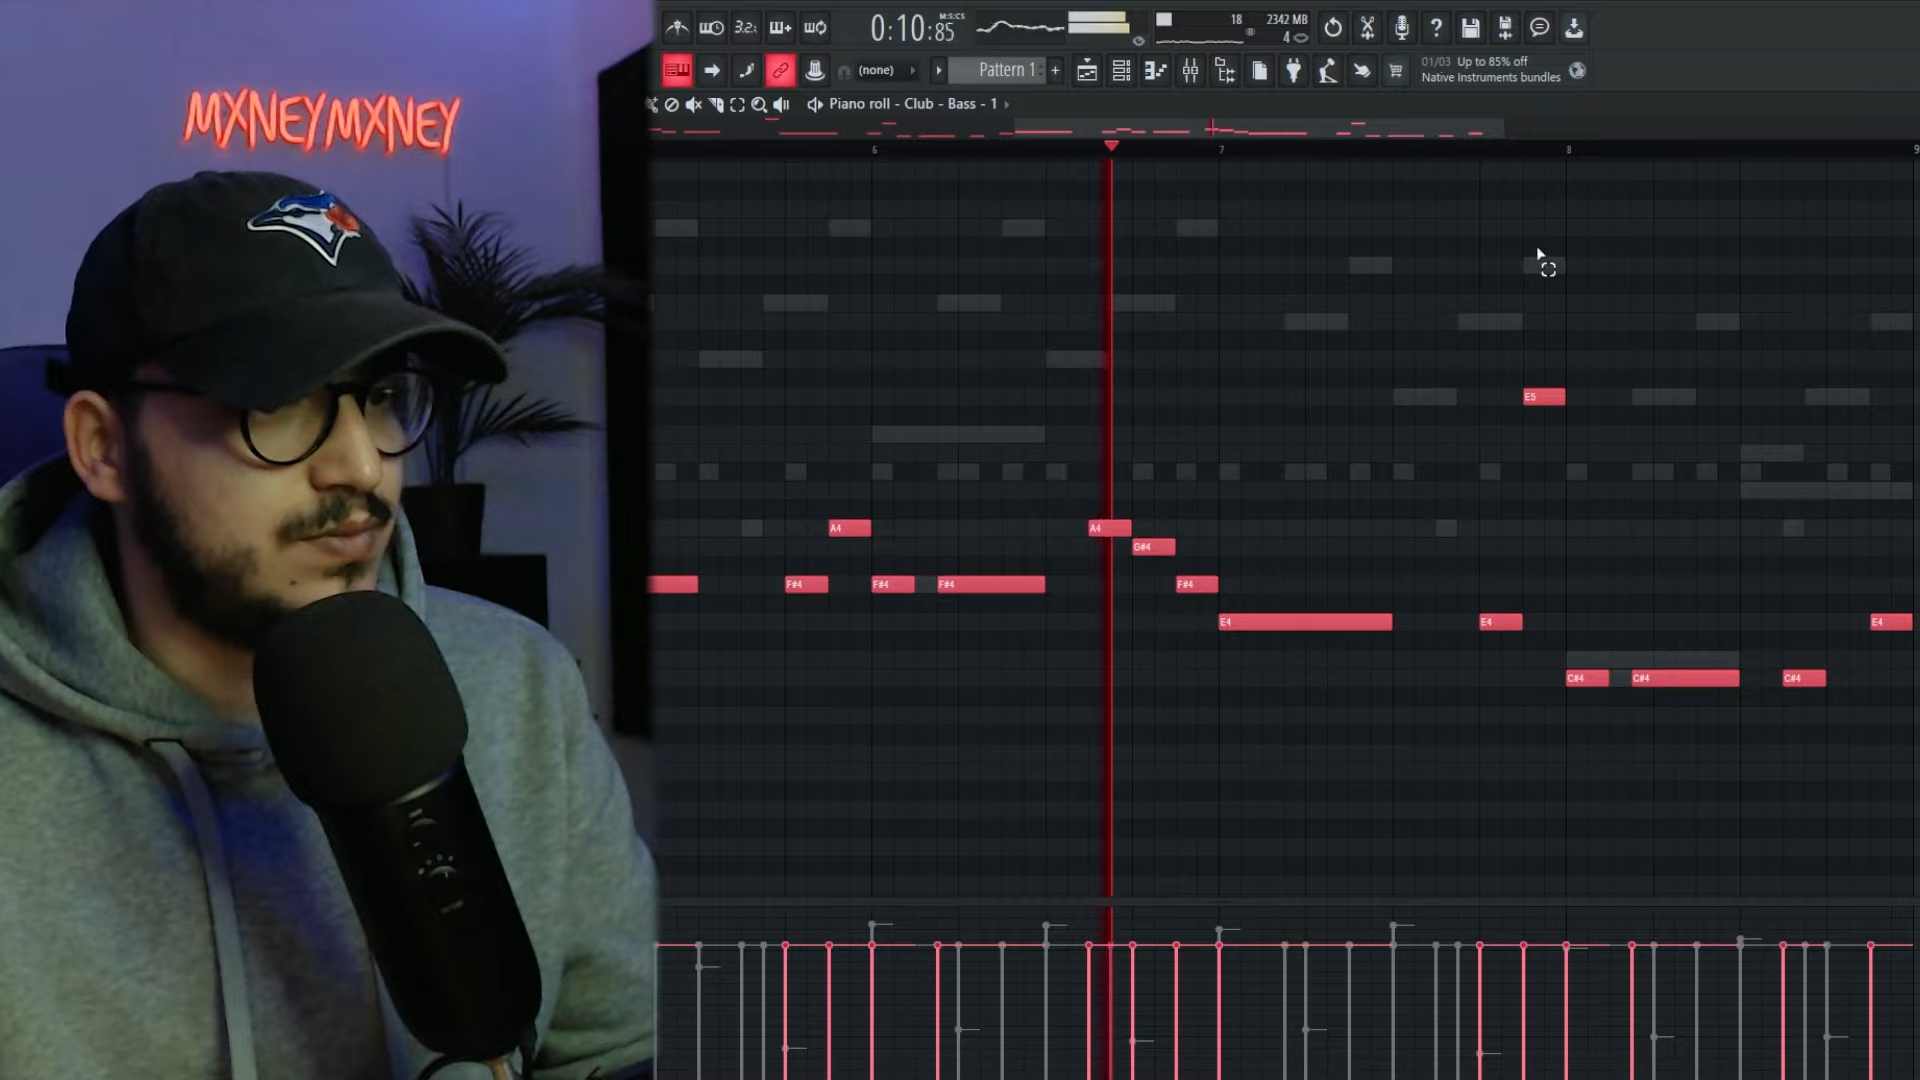 MXNEYMXNEY
3.2.
0:10:85
M:S:CS
18
2342 MB
4
(none)
Pattern 1
+
01/03 Up to 85% off
Native Instruments bundles
Piano roll - Club - Bass - 1
6
7
8
9
E5
A4
A4
G#4
F#4
F#4
F#4
F#4
E4
E4
E4
C#4
C#4
C#4